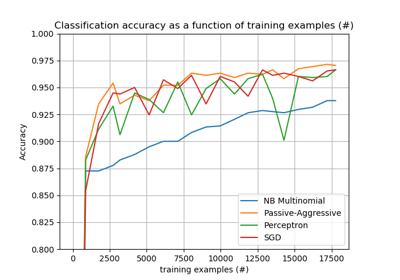 Classification accuracy as a function of training examples (#)
1.000
0.975
0.950
0.925
0.900
0.875
0.850
0.825
0.800
Accuracy
0
2500
5000
7500
10000
12500
15000
17500
training examples (#)
NB Multinomial
Passive-Aggressive
Perceptron
SGD